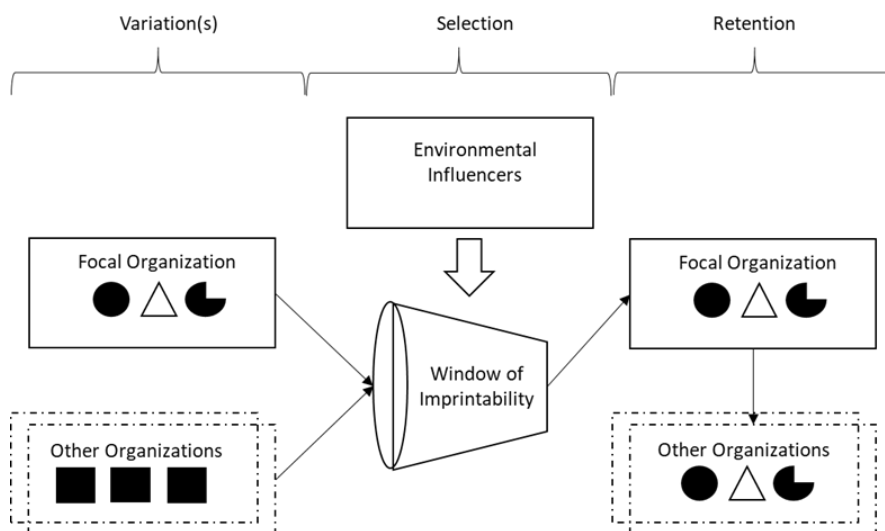 Variation(s)
Selection
Retention
Environmental
Influencers
Focal Organization
Focal Organization
Window of
Imprintability
Other Organizations
Other Organizations